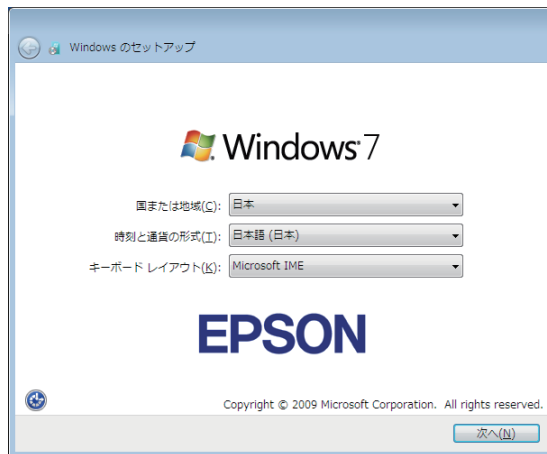 Windows のセットアップ
Windows 7
国または地域(C): 日本
時刻と通貨の形式(T): 日本語 (日本)
キーボード レイアウト(K): Microsoft IME
EPSON
Copyright © 2009 Microsoft Corporation. All rights reserved.
次へ(N)